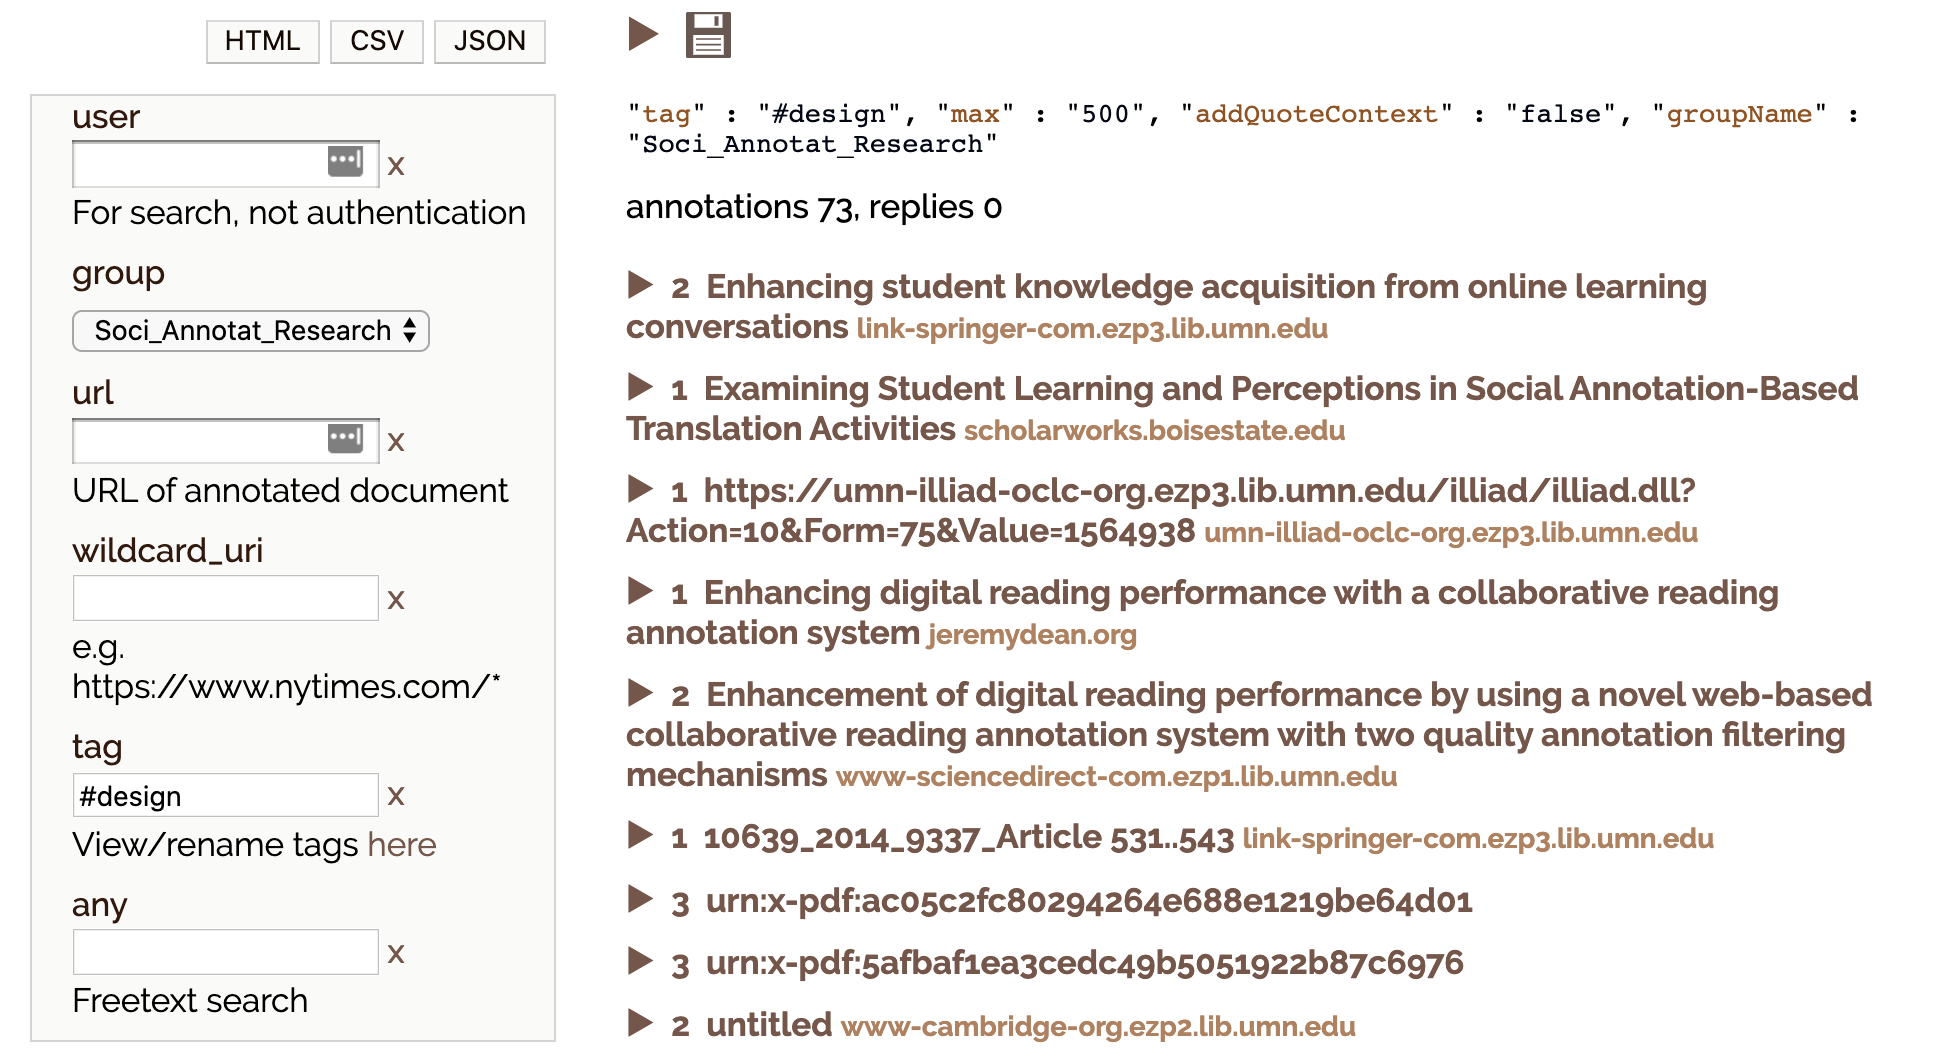 HTML CSV JSON
user
x
For search, not authentication
group
Soci_Annotat_Research
url
x
URL of annotated document
wildcard_uri
x
e.g.
https://www.nytimes.com/*
tag
#design x
View/rename tags here
any
x
Freetext search
"tag" : "#design", "max" : "500", "addQuoteContext" : "false", "groupName" :
"Soci_Annotat_Research"
annotations 73, replies 0
2 Enhancing student knowledge acquisition from online learning
conversations link-springer-com.ezp3.lib.umn.edu
1 Examining Student Learning and Perceptions in Social Annotation-Based
Translation Activities scholarworks.boisestate.edu
1 https://umn-illiad-oclc-org.ezp3.lib.umn.edu/illiad/illiad.dll?
Action=10&Form=75&Value=1564938 umn-illiad-oclc-org.ezp3.lib.umn.edu
1 Enhancing digital reading performance with a collaborative reading
annotation system jeremydean.org
2 Enhancement of digital reading performance by using a novel web-based
collaborative reading annotation system with two quality annotation filtering
mechanisms www-sciencedirect-com.ezp1.lib.umn.edu
1 10639_2014_9337_Article 531..543 link-springer-com.ezp3.lib.umn.edu
3 urn:x-pdf:ac05c2fc80294264e688e1219be64d01
3 urn:x-pdf:5afbaf1ea3cedc49b5051922b87c6976
2 untitled www-cambridge-org.ezp2.lib.umn.edu